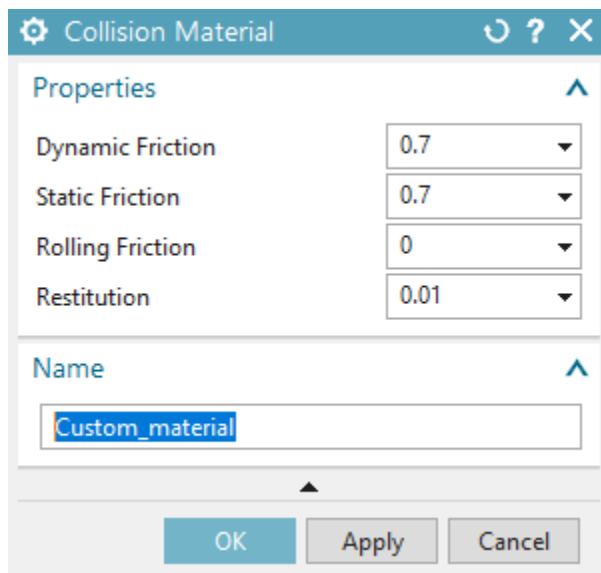 Collision Material ?
Properties
Dynamic Friction 0.7
Static Friction 0.7
Rolling Friction 0
Restitution 0.01
Name
Custom_material
OK Apply Cancel